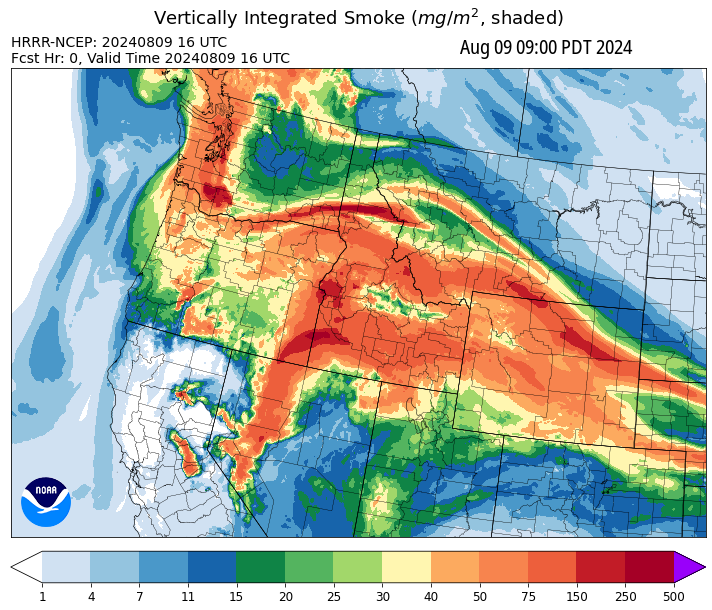 Vertically Integrated Smoke (mg/m², shaded)
HRRR-NCEP: 20240809 16 UTC
Aug 09 09:00 PDT 2024
Fcst Hr: 0, Valid Time 20240809 16 UTC
NOAA
1 4 7 11 15 20 25 30 40 50 75 150 250 500